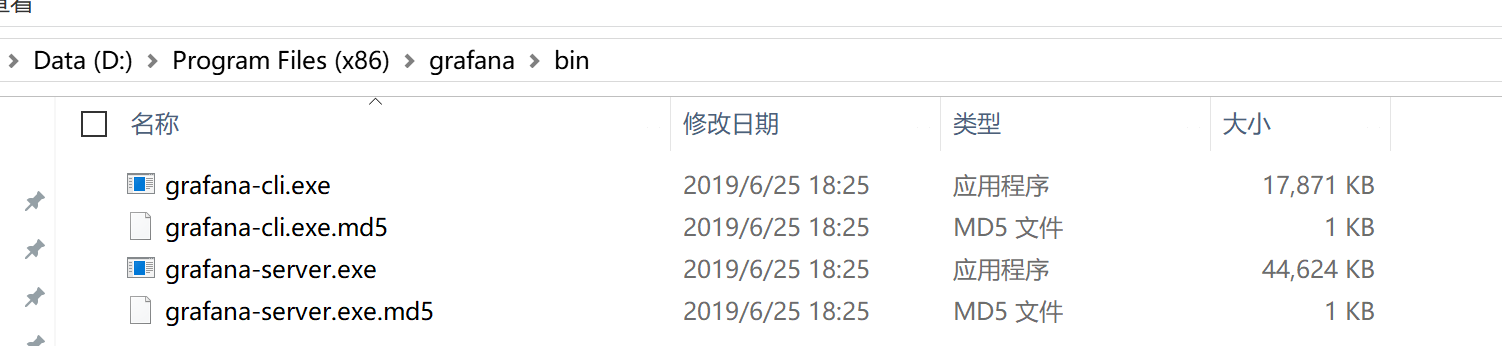 查看
Data (D:) > Program Files (x86) > grafana > bin
名称 修改日期 类型 大小
grafana-cli.exe 2019/6/25 18:25 应用程序 17,871 KB
grafana-cli.exe.md5 2019/6/25 18:25 MD5 文件 1 KB
grafana-server.exe 2019/6/25 18:25 应用程序 44,624 KB
grafana-server.exe.md5 2019/6/25 18:25 MD5 文件 1 KB